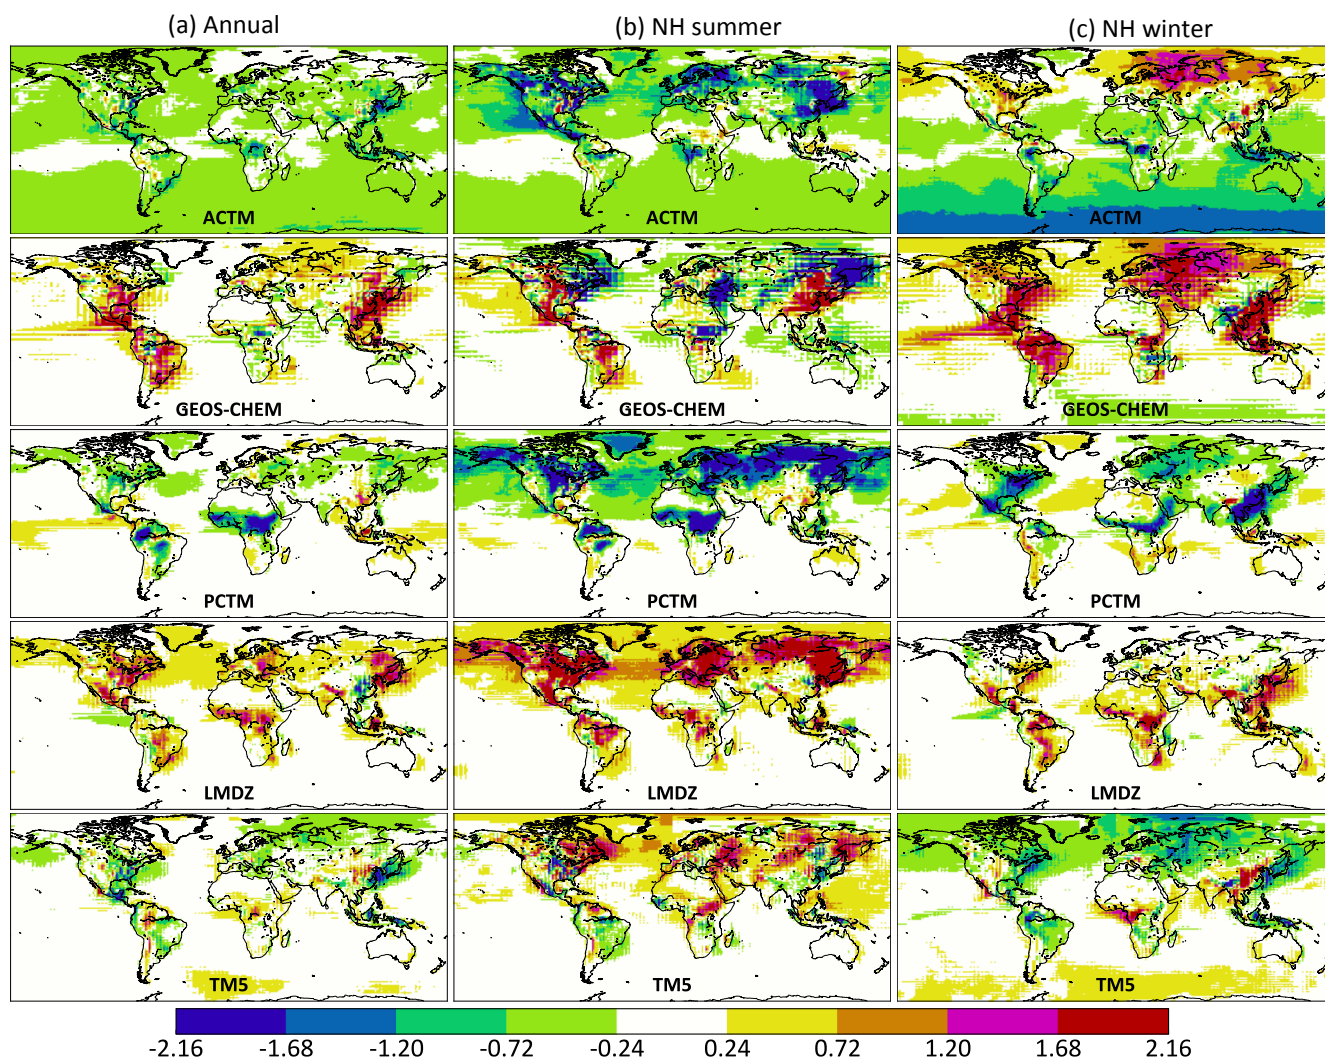 (a) Annual (b) NH summer (c) NH winter
ACTM ACTM ACTM
GEOS-CHEM GEOS-CHEM GEOS-CHEM
PCTM PCTM PCTM
LMDZ LMDZ LMDZ
TM5 TM5 TM5
-2.16 -1.68 -1.20 -0.72 -0.24 0.24 0.72 1.20 1.68 2.16